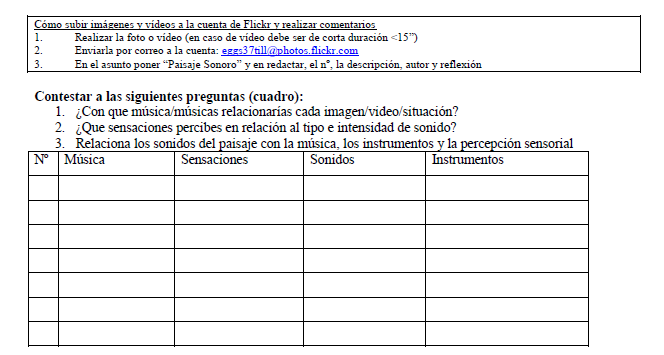 Cómo subir imágenes y vídeos a la cuenta de Flickr y realizar comentarios
1. Realizar la foto o vídeo (en caso de vídeo debe ser de corta duración <15”)
2. Enviarla por correo a la cuenta: eggs37till@photos.flickr.com
3. En el asunto poner “Paisaje Sonoro” y en redactar, el nº, la descripción, autor y reflexión
Contestar a las siguientes preguntas (cuadro):
1. ¿Con que música/músicas relacionarías cada imagen/video/situación?
2. ¿Que sensaciones percibes en relación al tipo e intensidad de sonido?
3. Relaciona los sonidos del paisaje con la música, los instrumentos y la percepción sensorial
Nº Música Sensaciones Sonidos Instrumentos